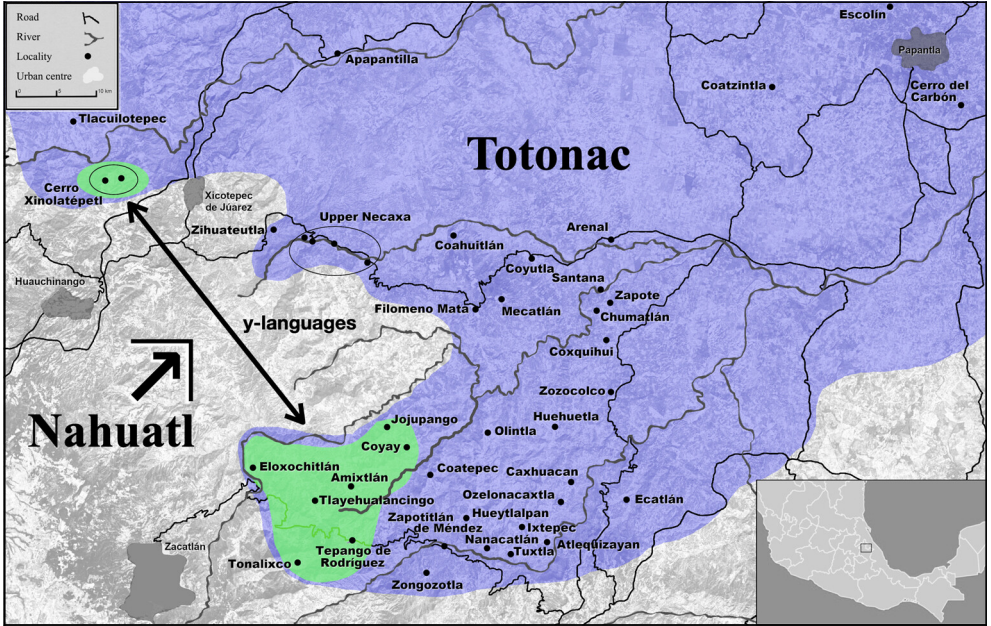 Road
River
Locality
Urban centre
0 5 10 km
Escolín
Papantla
Apapantilla
Coatzintla
Cerro del
Carbón
Tlacuilotepec
Totonac
Cerro
Xinolatépetl
Xicotepec
de Júarez
Upper Necaxa
Zihuateutla
Arenal
Coahuitlán
Coyutla
Santana
Huauchinango
Zapote
Filomeno Mata
Mecatlán
Chumatlán
y-languages
Coxquihui
Zozocolco
Nahuatl
Jojupango
Huehuetla
Olintla
Coyay
Eloxochitlán
Coatepec
Caxhuacan
Amixtlán
Ozelonacaxtla
Ecatlán
Tlayehualancingo
Zapotitlán
de Méndez
Hueytlalpan
Ixtepec
Nanacatlán
Atlequizayan
Zacatlán
Tepango de
Rodríguez
Tuxtla
Tonalixco
Zongozotla